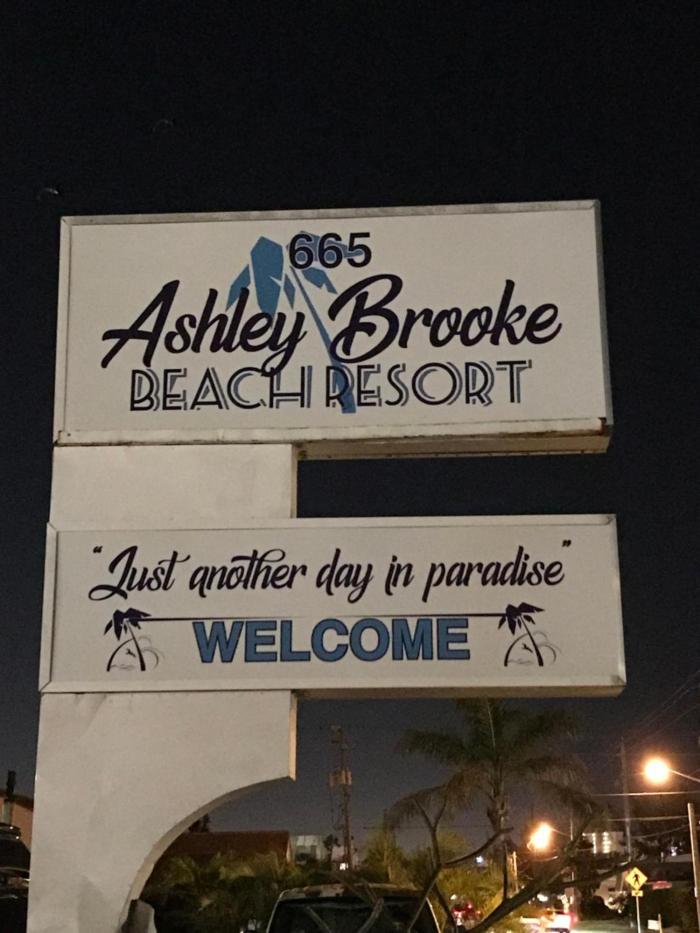 665
Ashley Brooke
BEACH RESORT
"Just another day in paradise"
WELCOME